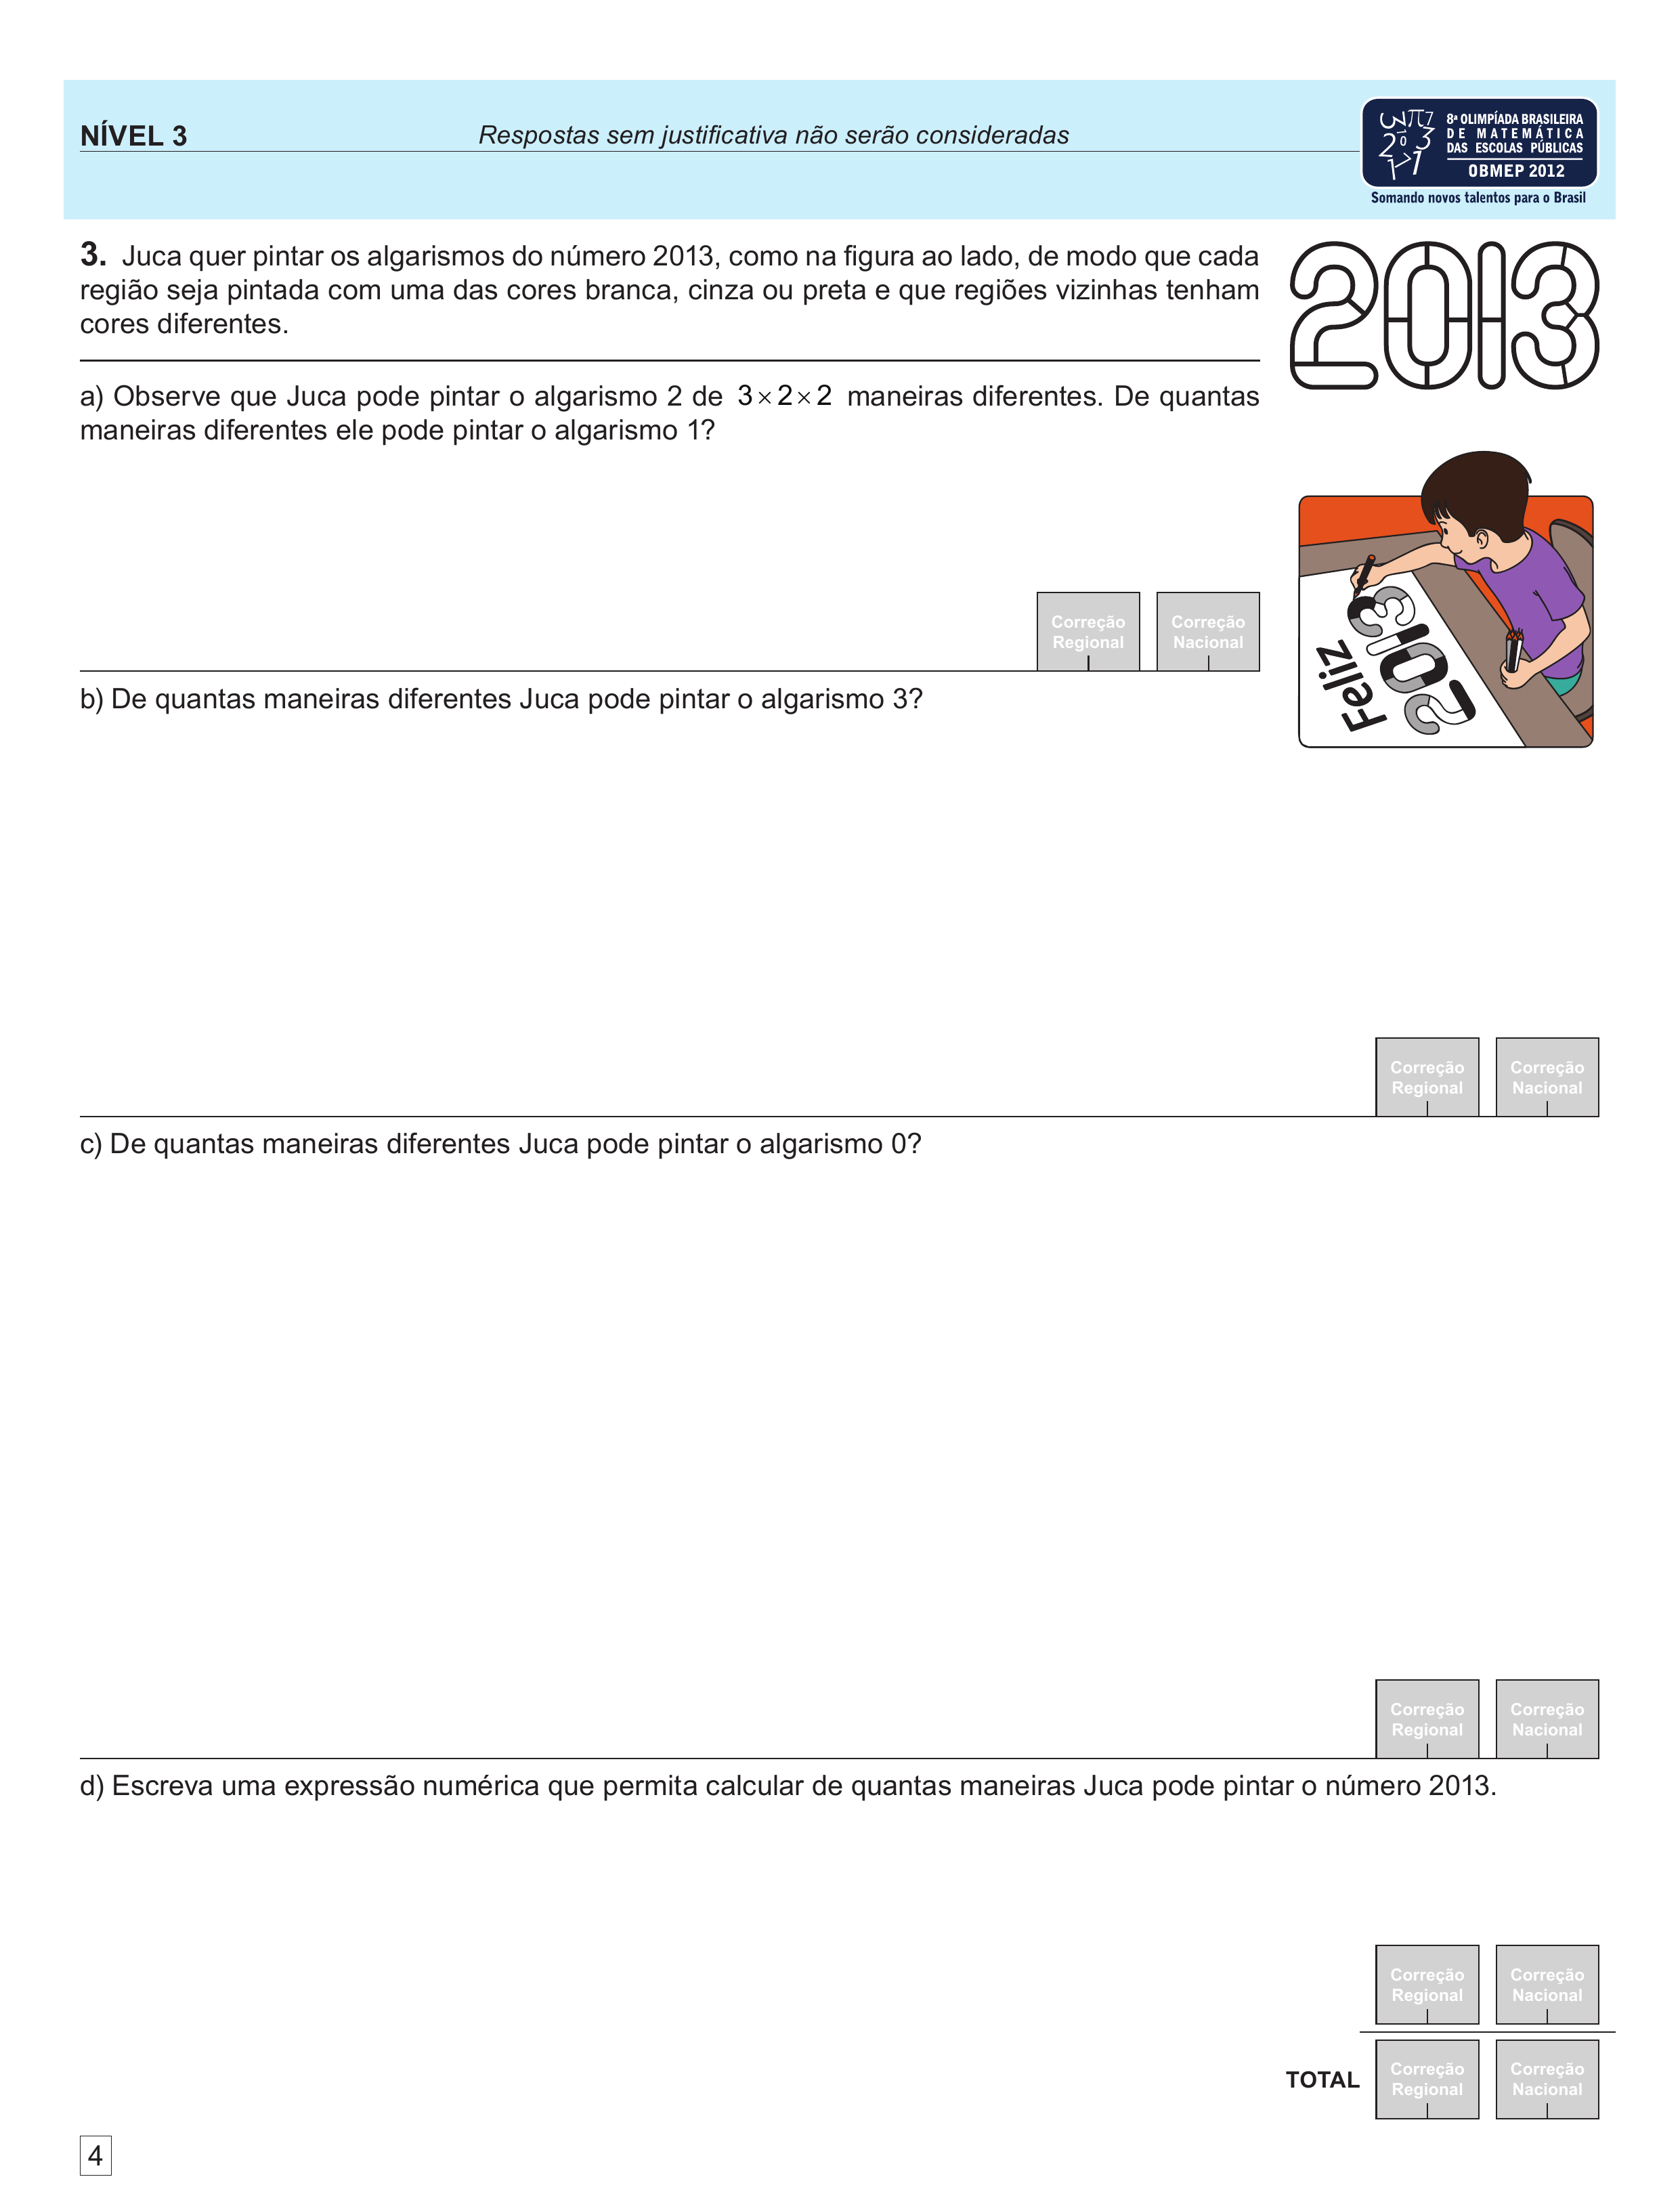 NÍVEL 3
Respostas sem justificativa não serão consideradas
8ª OLIMPÍADA BRASILEIRA
DE MATEMÁTICA
DAS ESCOLAS PÚBLICAS
OBMEP 2012
Somando novos talentos para o Brasil
3. Juca quer pintar os algarismos do número 2013, como na figura ao lado, de modo que cada
região seja pintada com uma das cores branca, cinza ou preta e que regiões vizinhas tenham
cores diferentes.
2013
a) Observe que Juca pode pintar o algarismo 2 de 3×2×2 maneiras diferentes. De quantas
maneiras diferentes ele pode pintar o algarismo 1?
Feliz
2013
Correção
Regional
Correção
Nacional
b) De quantas maneiras diferentes Juca pode pintar o algarismo 3?
Correção
Regional
Correção
Nacional
c) De quantas maneiras diferentes Juca pode pintar o algarismo 0?
Correção
Regional
Correção
Nacional
d) Escreva uma expressão numérica que permita calcular de quantas maneiras Juca pode pintar o número 2013.
Correção
Regional
Correção
Nacional
TOTAL
Correção
Regional
Correção
Nacional
4